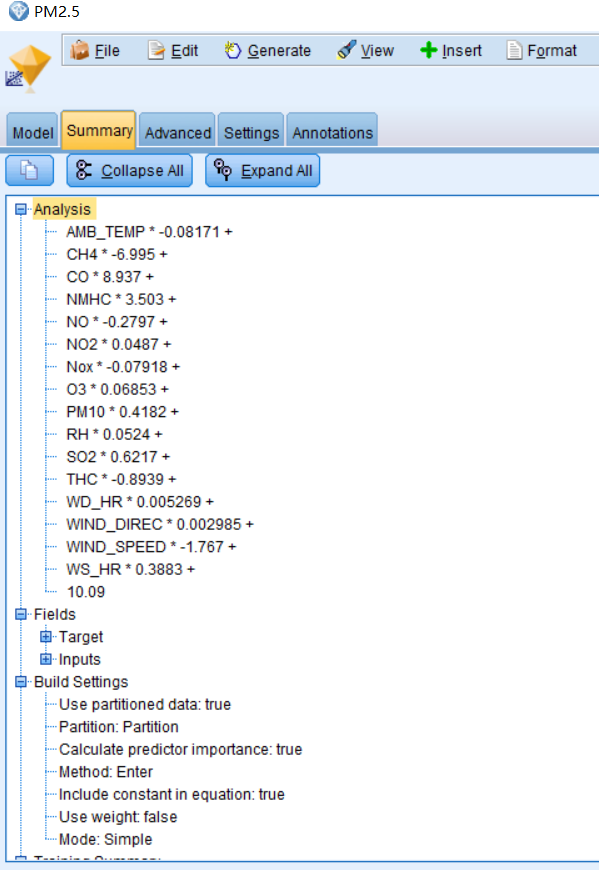 PM2.5
File Edit Generate View Insert Format
Model Summary Advanced Settings Annotations
Collapse All Expand All
Analysis
AMB_TEMP * -0.08171 +
CH4 * -6.995 +
CO * 8.937 +
NMHC * 3.503 +
NO * -0.2797 +
NO2 * 0.0487 +
Nox * -0.07918 +
O3 * 0.06853 +
PM10 * 0.4182 +
RH * 0.0524 +
SO2 * 0.6217 +
THC * -0.8939 +
WD_HR * 0.005269 +
WIND_DIREC * 0.002985 +
WIND_SPEED * -1.767 +
WS_HR * 0.3883 +
10.09
Fields
Target
Inputs
Build Settings
Use partitioned data: true
Partition: Partition
Calculate predictor importance: true
Method: Enter
Include constant in equation: true
Use weight: false
Mode: Simple